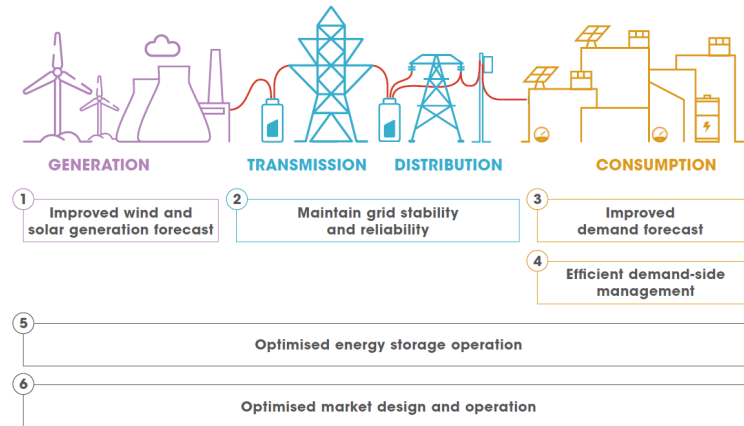 GENERATION
TRANSMISSION
DISTRIBUTION
CONSUMPTION
1
Improved wind and
solar generation forecast
2
Maintain grid stability
and reliability
3
Improved
demand forecast
4
Efficient demand-side
management
5
Optimised energy storage operation
6
Optimised market design and operation